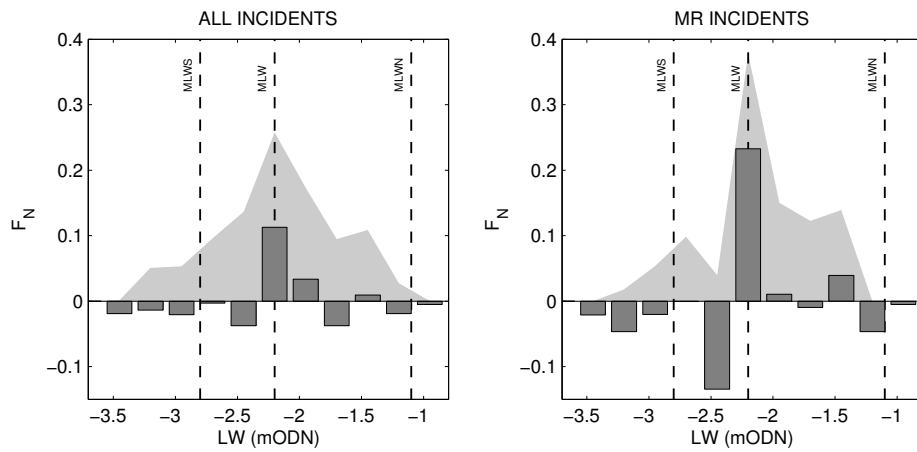 ALL INCIDENTS
0.4
0.3
0.2
0.1
0
−0.1
F_N
MLWS
MLW
MLWN
−3.5 −3 −2.5 −2 −1.5 −1
LW (mODN)
MR INCIDENTS
0.4
0.3
0.2
0.1
0
−0.1
F_N
MLWS
MLW
MLWN
−3.5 −3 −2.5 −2 −1.5 −1
LW (mODN)